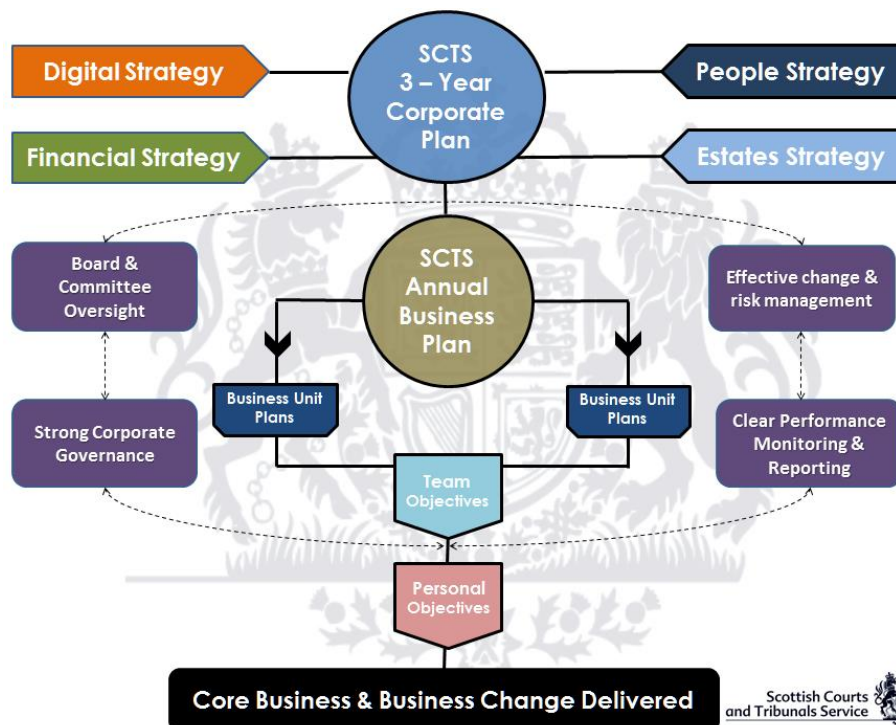 Digital Strategy
SCTS
3 – Year
Corporate
Plan
People Strategy
Financial Strategy
Estates Strategy
Board &
Committee
Oversight
SCTS
Annual
Business
Plan
Effective change &
risk management
Business Unit
Plans
Business Unit
Plans
Strong Corporate
Governance
Clear Performance
Monitoring &
Reporting
Team
Objectives
Personal
Objectives
Core Business & Business Change Delivered
Scottish Courts
and Tribunals Service